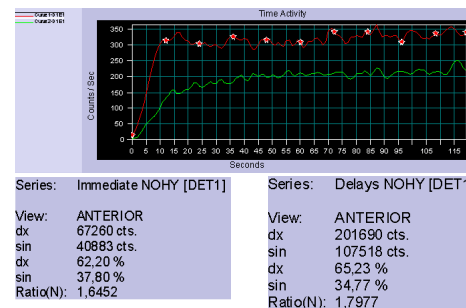 Time Activity
Counts / Sec
350
300
250
200
150
100
50
0
0 5 10 15 20 25 30 35 40 45 50 55 60 65 70 75 80 85 90 95 105 115
Seconds
Series: Immediate NOHY [DET1]
View: ANTERIOR
dx 67260 cts.
sin 40883 cts.
dx 62,20 %
sin 37,80 %
Ratio(N): 1,6452
Series: Delays NOHY [DET1
View: ANTERIOR
dx 201690 cts.
sin 107518 cts.
dx 65,23 %
sin 34,77 %
Ratio(N): 1,7977